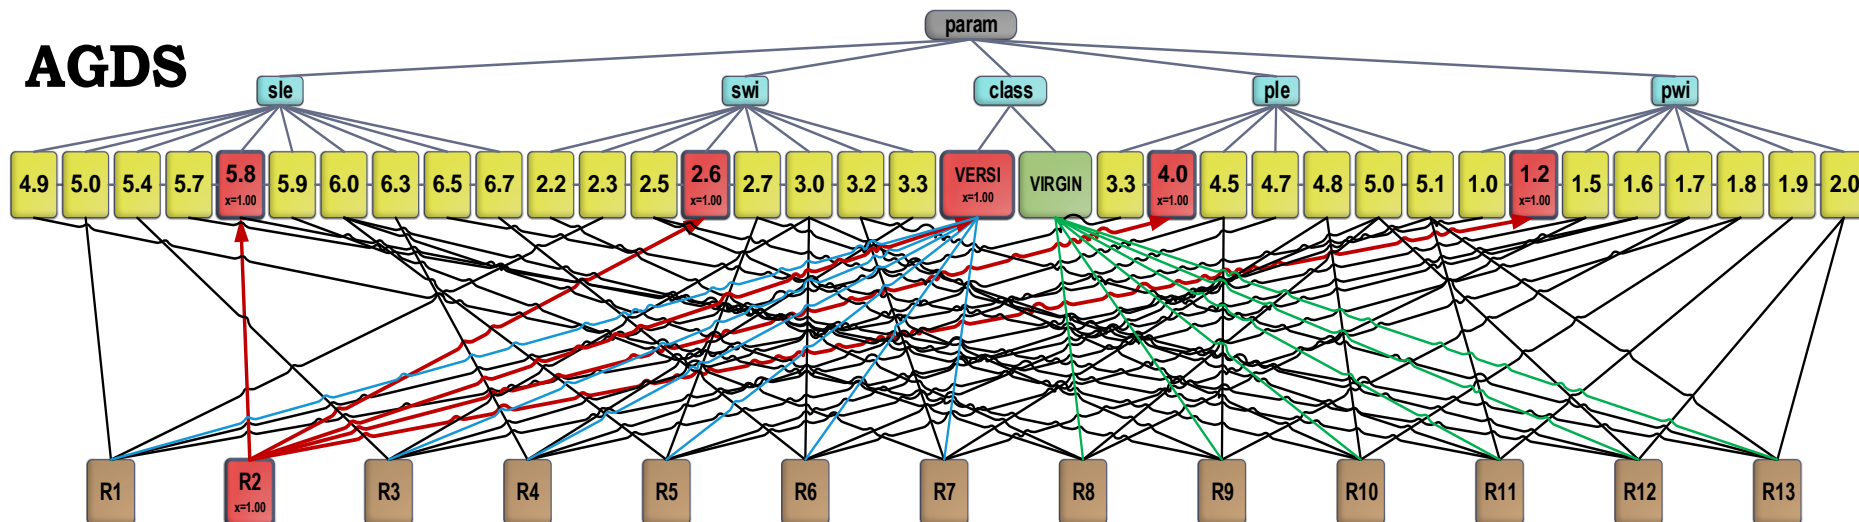 param
AGDS
sle swi class ple pwi
4.9 5.0 5.4 5.7 5.8 5.9 6.0 6.3 6.5 6.7 2.2 2.3 2.5 2.6 2.7 3.0 3.2 3.3 VERSI VIRGIN 3.3 4.0 4.5 4.7 4.8 5.0 5.1 1.0 1.2 1.5 1.6 1.7 1.8 1.9 2.0
x=1.00 x=1.00 x=1.00 x=1.00 x=1.00
R1 R2 R3 R4 R5 R6 R7 R8 R9 R10 R11 R12 R13
x=1.00